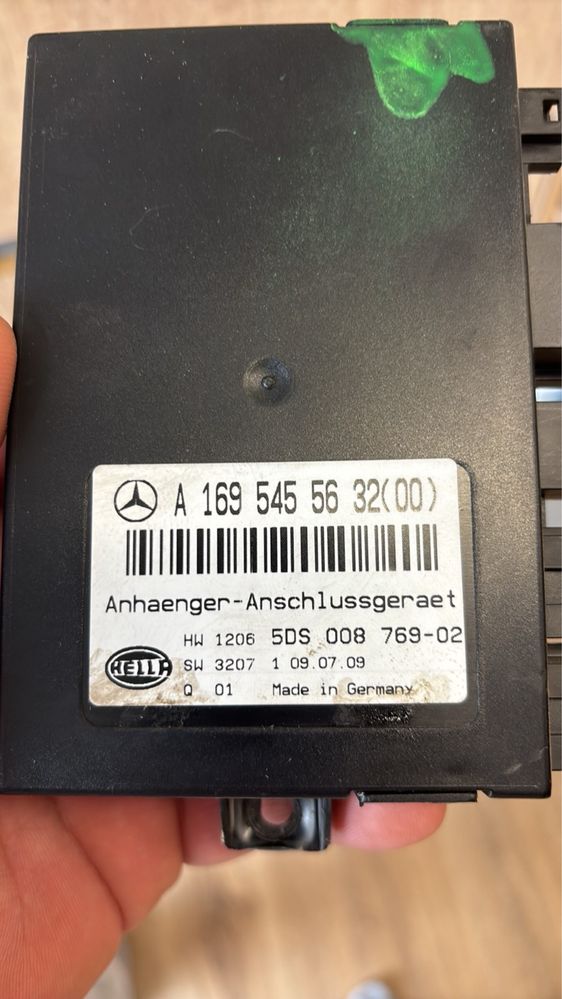 A 169 545 56 32(00)
Anhaenger-Anschlussgeraet
HW 1206 5DS 008 769-02
HELLA SW 3207 1 09.07.09
Q 01 Made in Germany